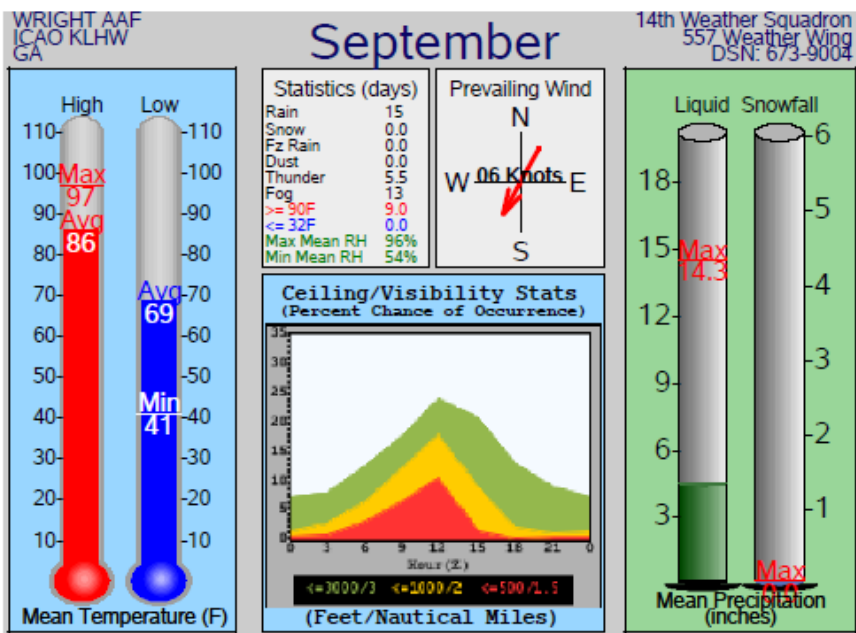 WRIGHT AAF
ICAO KLHW
GA
September
14th Weather Squadron
557 Weather Wing
DSN: 673-9004
High Low
110 110
100 100
90 90
80 80
70 70
60 60
50 50
40 40
30 30
20 20
10 10
Max
97
Avg
86
Avg
69
Min
41
Mean Temperature (F)
Statistics (days)
Rain 15
Snow 0.0
Fz Rain 0.0
Dust 0.0
Thunder 5.5
Fog 13
>= 90F 9.0
<= 32F 0.0
Max Mean RH 96%
Min Mean RH 54%
Prevailing Wind
N
W 06 Knots E
S
Ceiling/Visibility Stats
(Percent Chance of Occurrence)
35
30
25
20
15
10
5
0
0 3 6 9 12 15 18 21 0
Hour (Z)
<=3000/3 <=1000/2 <=500/1.5
(Feet/Nautical Miles)
Liquid Snowfall
18
15
12
9
6
3
6
5
4
3
2
1
Max
14.3
Max
0.0
Mean Precipitation
(inches)